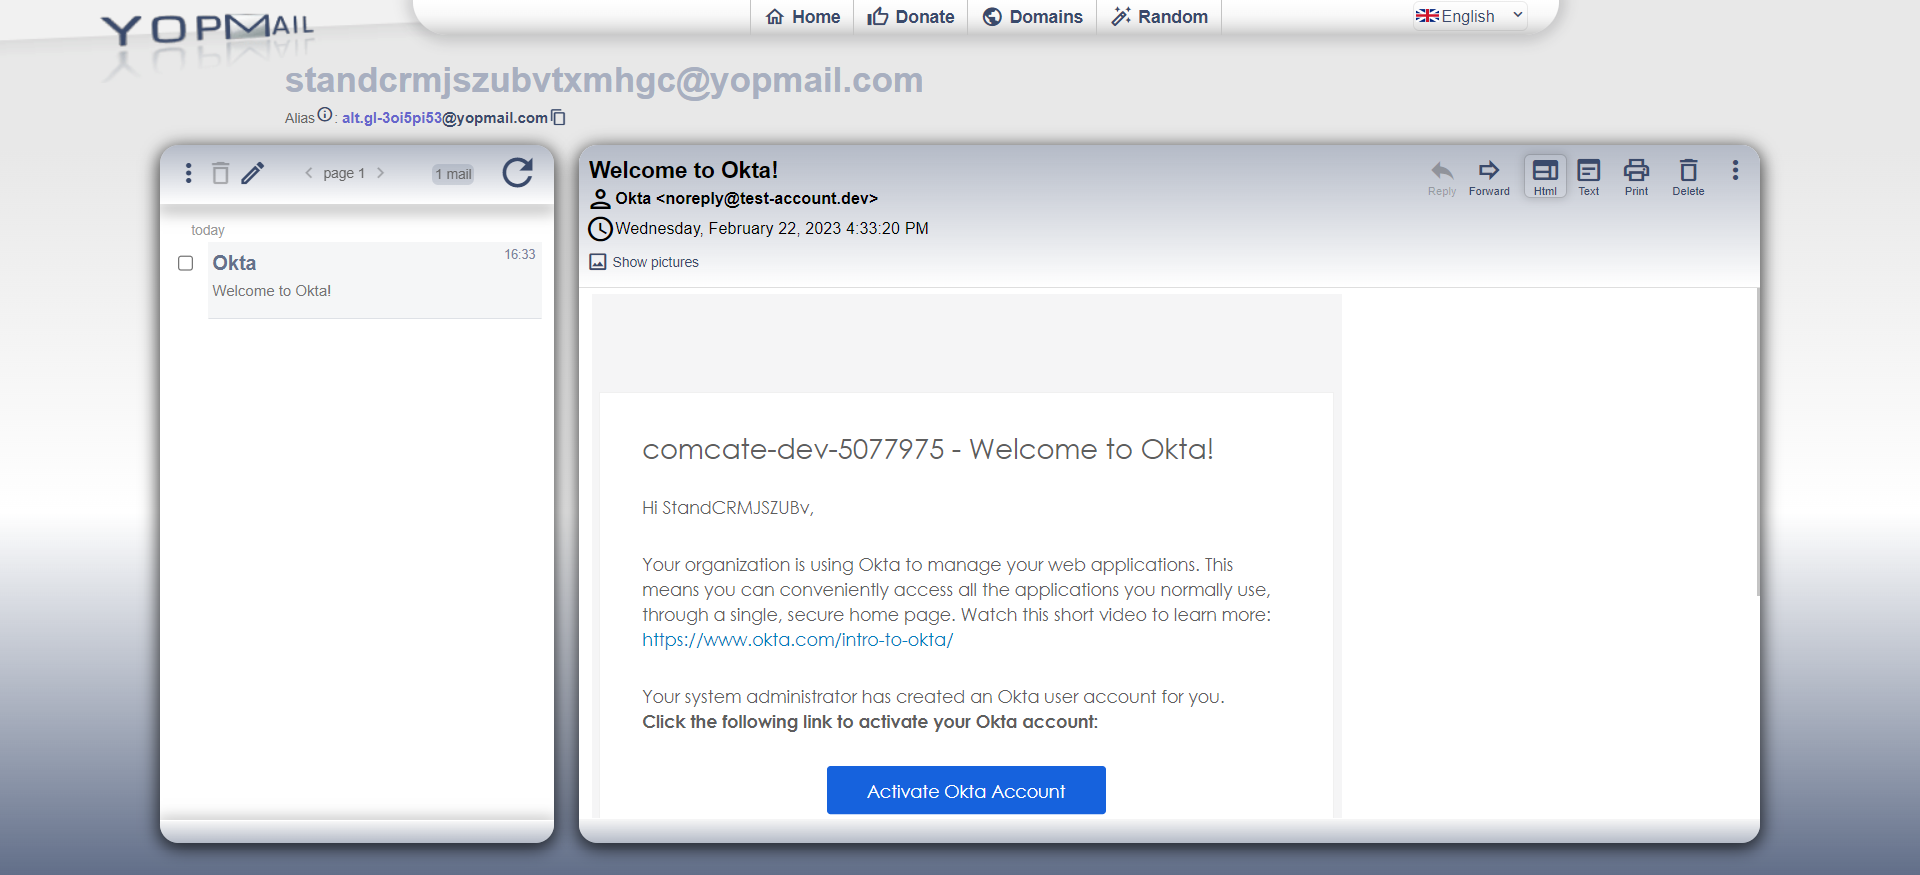 YOPMAIL
Home
Donate
Domains
Random
English
standcrmjszubvtxmhgc@yopmail.com
Alias : alt.gl-3oi5pi53@yopmail.com
page 1
1 mail
today
Okta
16:33
Welcome to Okta!
Welcome to Okta!
Okta <noreply@test-account.dev>
Wednesday, February 22, 2023 4:33:20 PM
Show pictures
Reply
Forward
Html
Text
Print
Delete
comcate-dev-5077975 - Welcome to Okta!
Hi StandCRMJSZUBv,
Your organization is using Okta to manage your web applications. This
means you can conveniently access all the applications you normally use,
through a single, secure home page. Watch this short video to learn more:
https://www.okta.com/intro-to-okta/
Your system administrator has created an Okta user account for you.
Click the following link to activate your Okta account:
Activate Okta Account